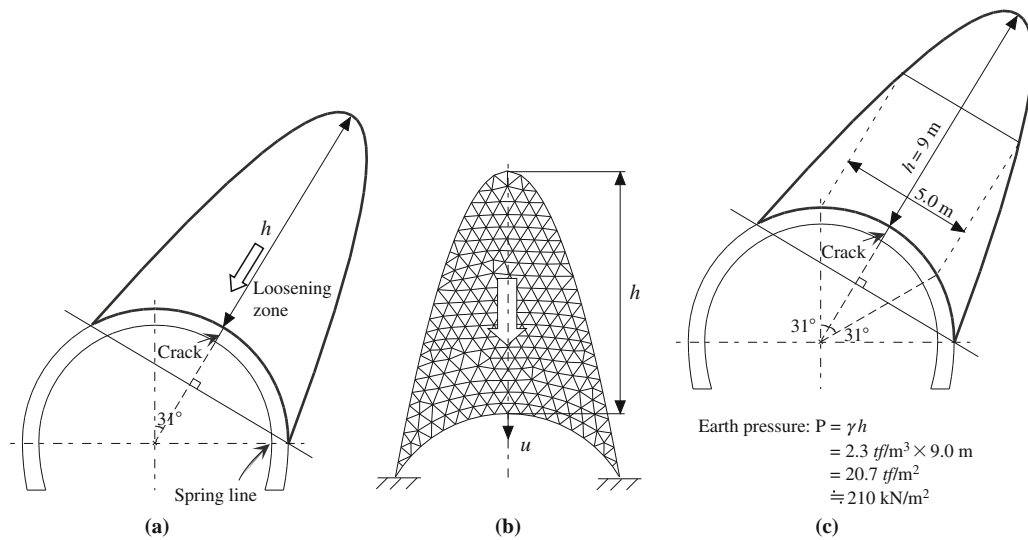 h
Loosening
zone
Crack
31°
Spring line
(a)
h
u
(b)
h = 9 m
5.0 m
Crack
31°
31°
Earth pressure: P = γh
= 2.3 tf/m³ × 9.0 m
= 20.7 tf/m²
≒210 kN/m²
(c)